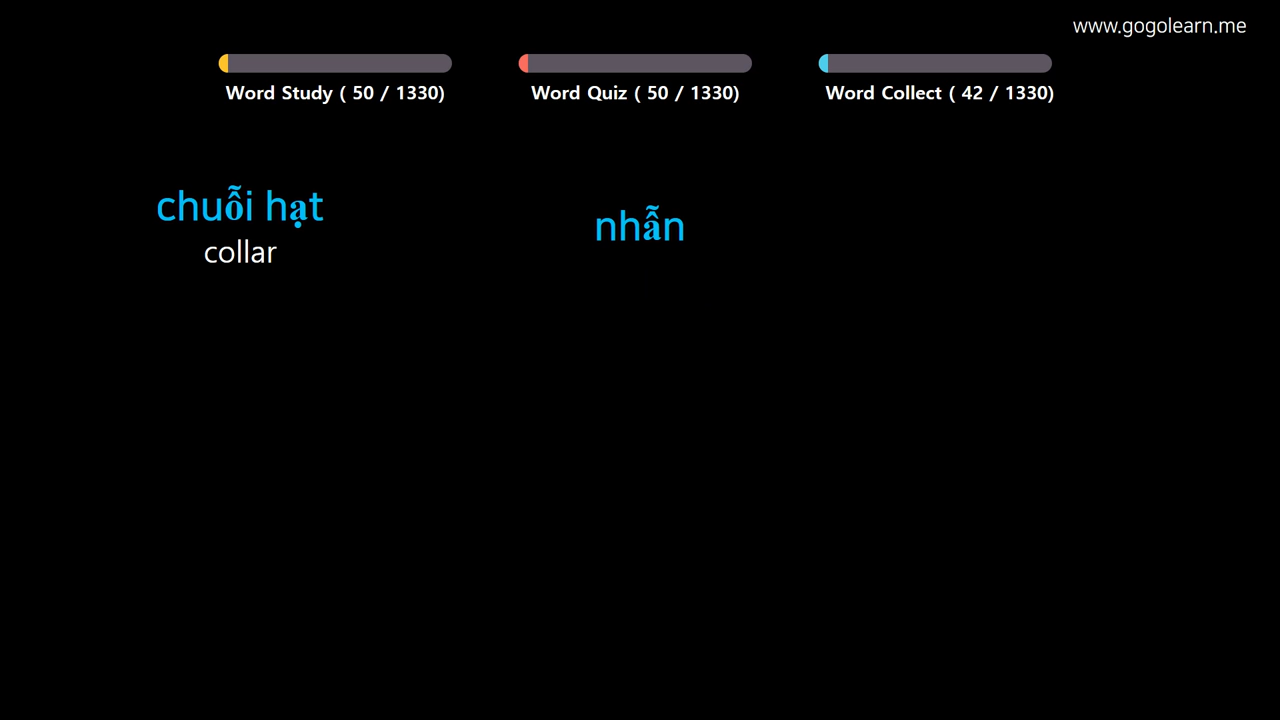 www.gogolearn.me
Word Study ( 50 / 1330)
Word Quiz ( 50 / 1330)
Word Collect ( 42 / 1330)
chuỗi hạt
collar
nhẫn